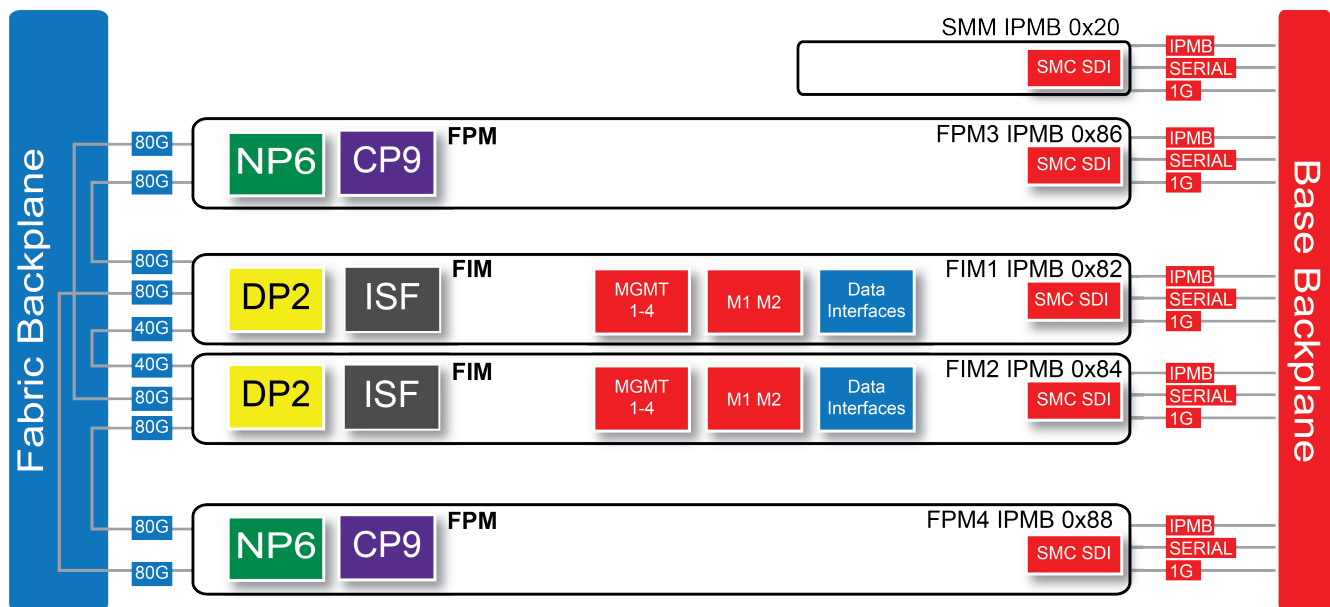 Fabric Backplane
SMM IPMB 0x20
SMC SDI
IPMB
SERIAL
1G
80G
80G
NP6
CP9
FPM
FPM3 IPMB 0x86
SMC SDI
IPMB
SERIAL
1G
80G
80G
40G
DP2
ISF
FIM
MGMT
1-4
M1 M2
Data
Interfaces
FIM1 IPMB 0x82
SMC SDI
IPMB
SERIAL
1G
40G
80G
80G
DP2
ISF
FIM
MGMT
1-4
M1 M2
Data
Interfaces
FIM2 IPMB 0x84
SMC SDI
IPMB
SERIAL
1G
80G
80G
NP6
CP9
FPM
FPM4 IPMB 0x88
SMC SDI
IPMB
SERIAL
1G
Base Backplane